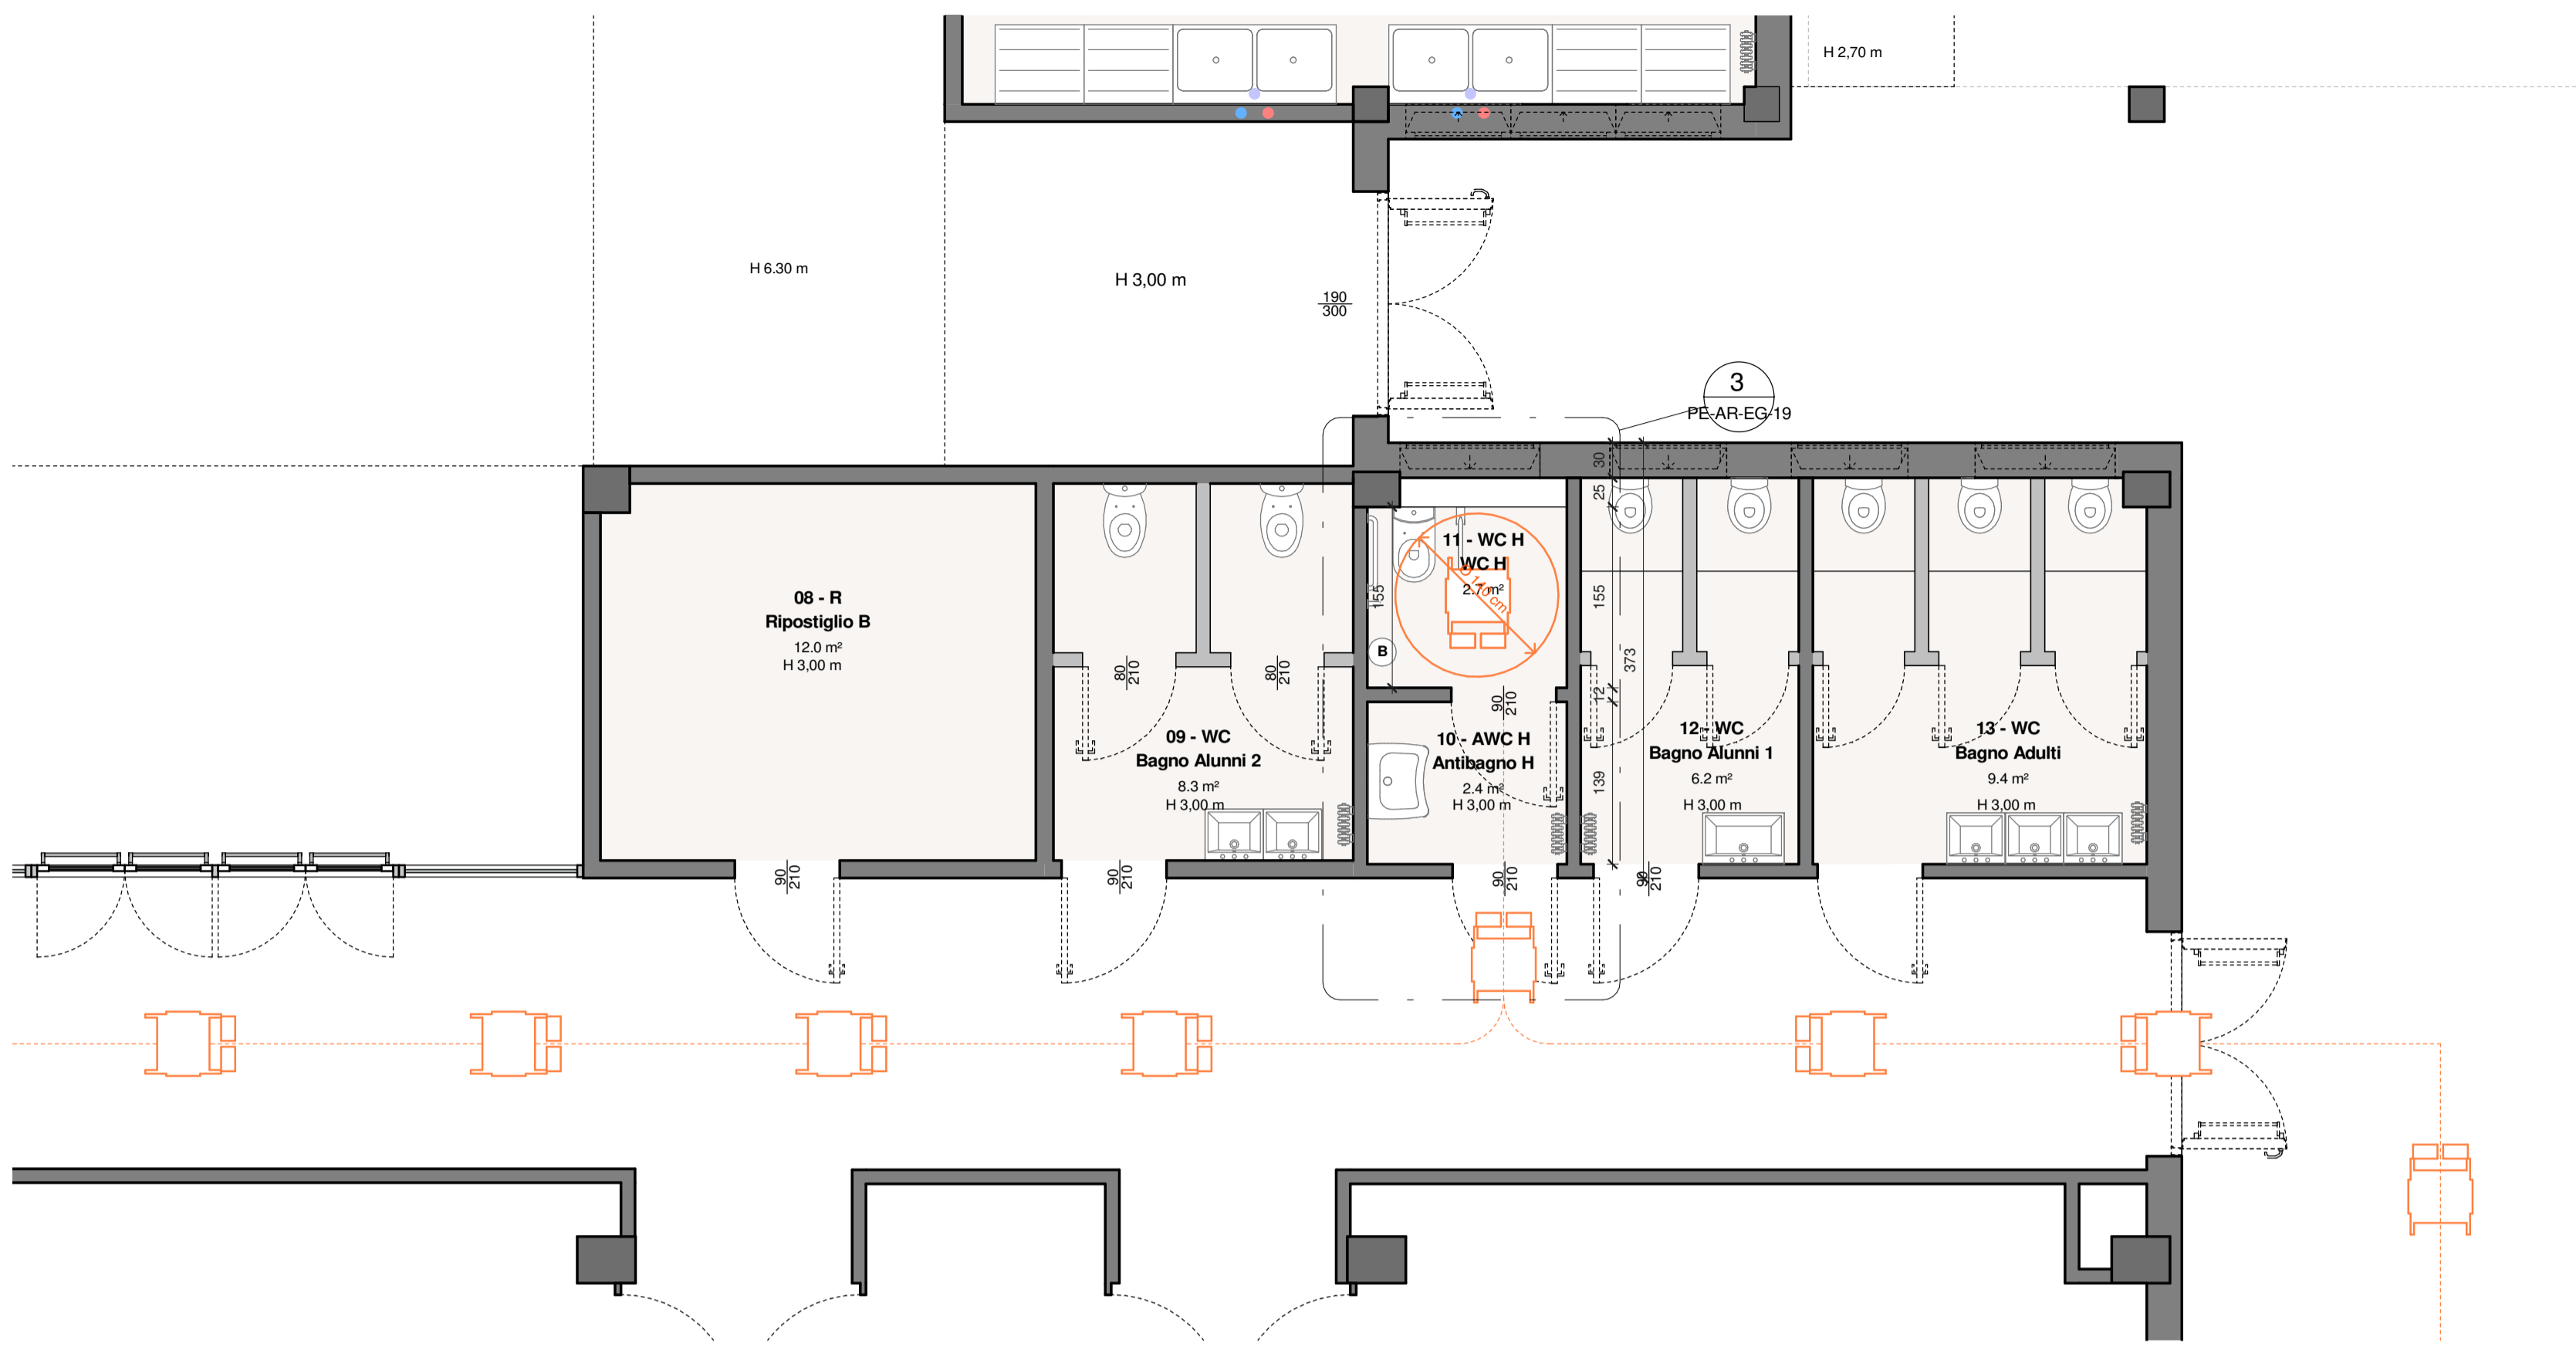 H 2,70 m
H 6.30 m
H 3,00 m
190
300
3
PE-AR-EG-19
30
25
155
373
12
139
155
B
08 - R
Ripostiglio B
12.0 m²
H 3,00 m
80
210
80
210
09 - WC
Bagno Alunni 2
8.3 m²
H 3,00 m
11 - WC H
WC H
2.7 m²
Ø 140 cm
90
210
10 - AWC H
Antibagno H
2.4 m²
H 3,00 m
12 - WC
Bagno Alunni 1
6.2 m²
H 3,00 m
13 - WC
Bagno Adulti
9.4 m²
H 3,00 m
90
210
90
210
90
210
90
210